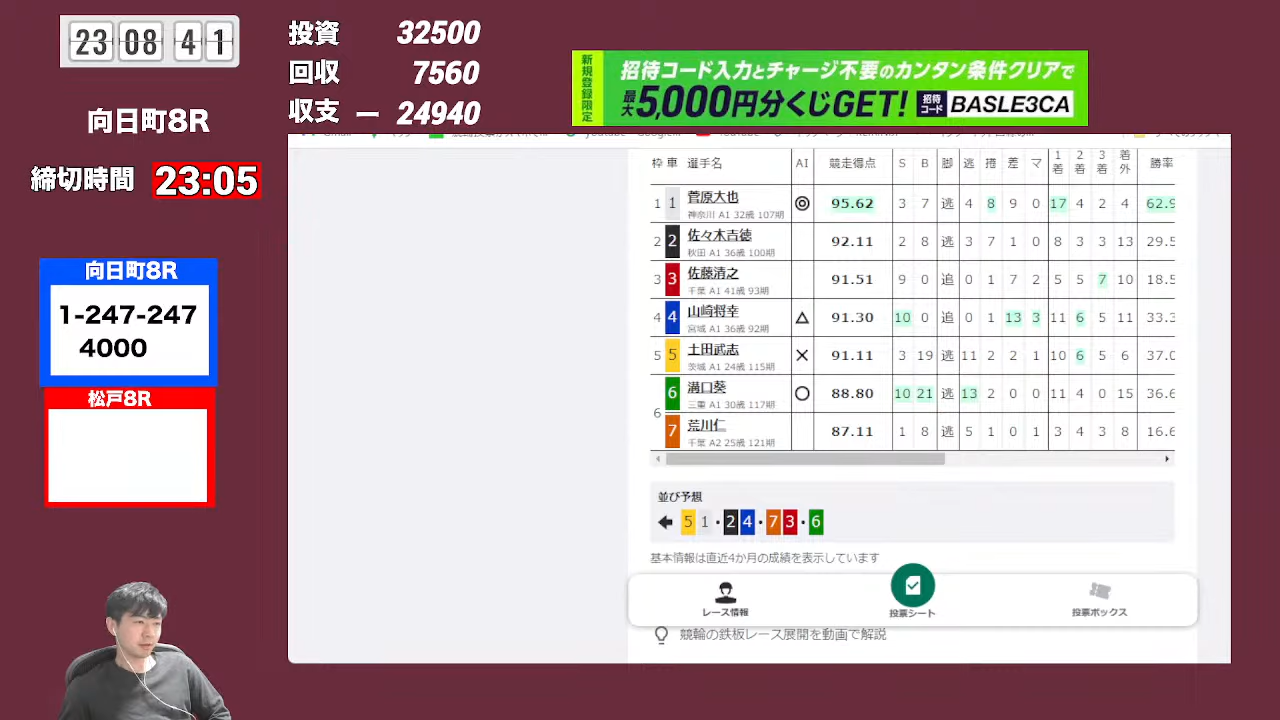 23 08 41
向日町8R
締切時間 23:05
投資 32500
回収 7560
収支 － 24940
新規登録限定
招待コード入力とチャージ不要のカンタン条件クリアで
最大5,000円分くじGET! 招待コード BASLE3CA
向日町8R
1-247-247
4000
松戸8R
枠 車 選手名 AI 競走得点 S B 脚 逃 捲 差 マ 1着 2着 3着 着外 勝率
1 1 菅原大也 ◎ 95.62 3 7 逃 4 8 9 0 17 4 2 4 62.9
神奈川 A1 32歳 107期
2 2 佐々木吉徳 92.11 2 8 逃 3 7 1 0 8 3 3 13 29.5
秋田 A1 36歳 100期
3 3 佐藤清之 91.51 9 0 追 0 1 7 2 5 5 7 10 18.5
千葉 A1 41歳 93期
4 4 山崎将幸 △ 91.30 10 0 追 0 1 13 3 11 6 5 11 33.3
宮城 A1 36歳 92期
5 5 土田武志 × 91.11 3 19 逃 11 2 2 1 10 6 5 6 37.0
茨城 A1 24歳 115期
6 6 溝口葵 ○ 88.80 10 21 逃 13 2 0 0 11 4 0 15 36.6
三重 A1 30歳 117期
7 荒川仁 87.11 1 8 逃 5 1 0 1 3 4 3 8 16.6
千葉 A2 25歳 121期
並び予想
5 1 ・ 2 4 ・ 7 3 ・ 6
基本情報は直近4か月の成績を表示しています
レース情報 投票シート 投票ボックス
競輪の鉄板レース展開を動画で解説